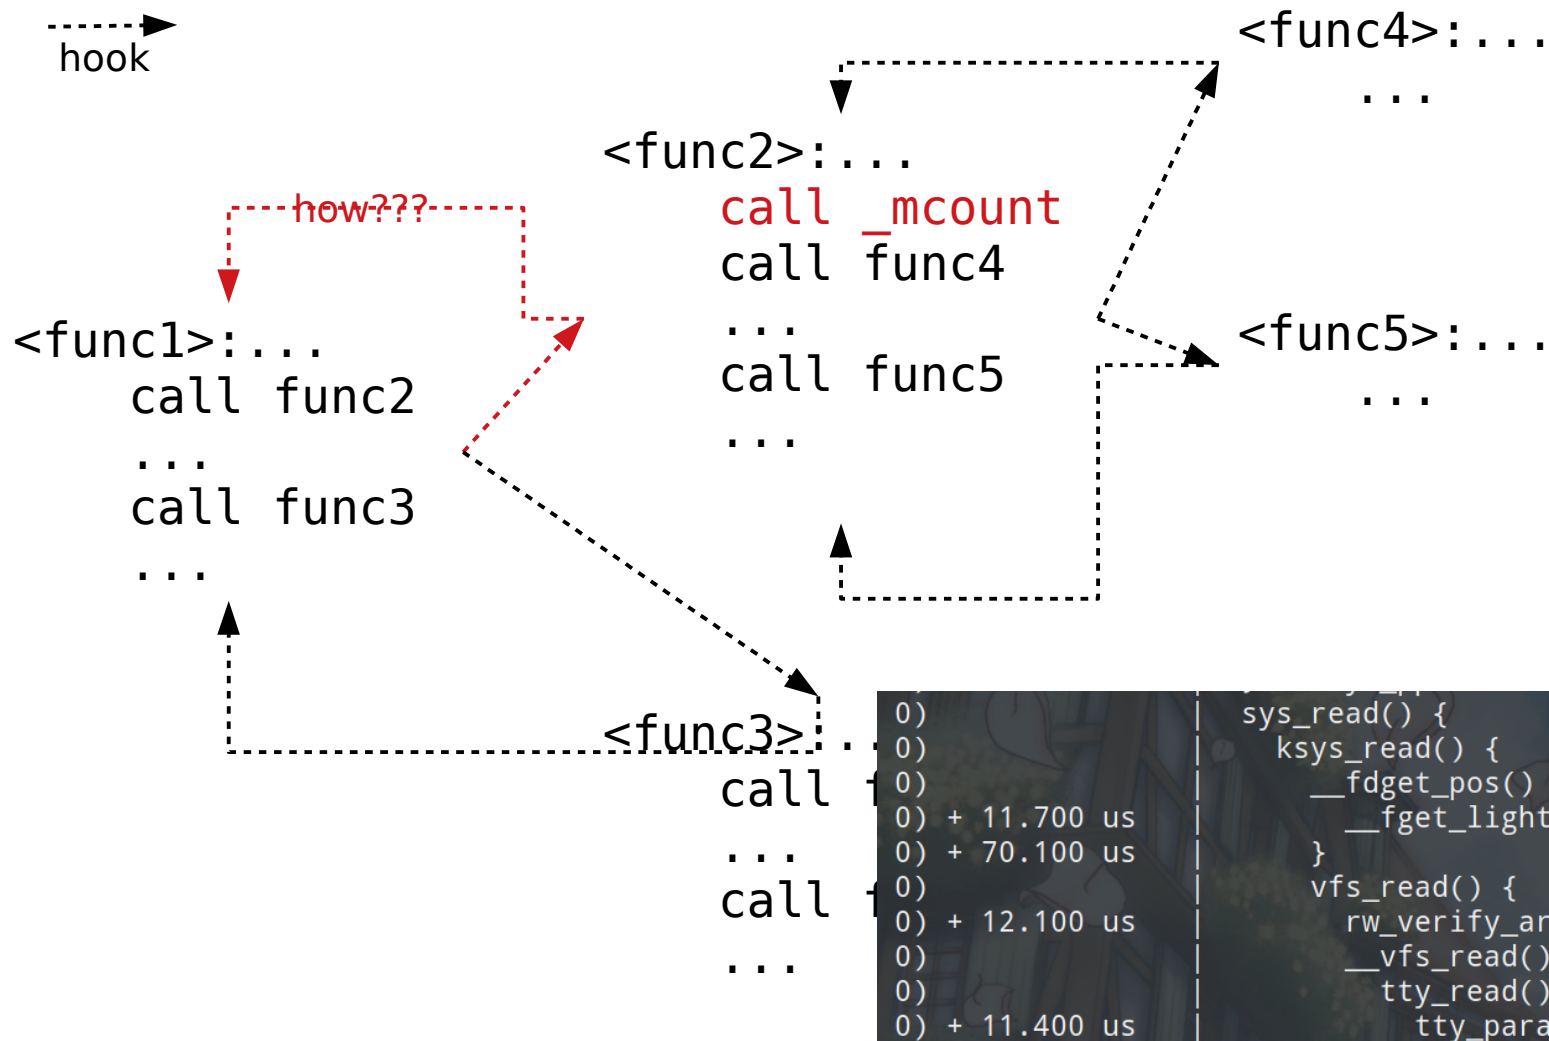 hook
<func4>:...
...
<func2>:...
call _mcount
call func4
...
call func5
...
how???
<func1>:...
call func2
...
call func3
...
<func5>:...
...
<func3>:..
call
...
call
...
0) | sys_read() {
0) | ksys_read() {
0) | __fdget_pos()
0) + 11.700 us | __fget_light
0) + 70.100 us | }
0) | vfs_read() {
0) + 12.100 us | rw_verify_ar
0) | __vfs_read()
0) | tty_read()
0) + 11.400 us | tty_para